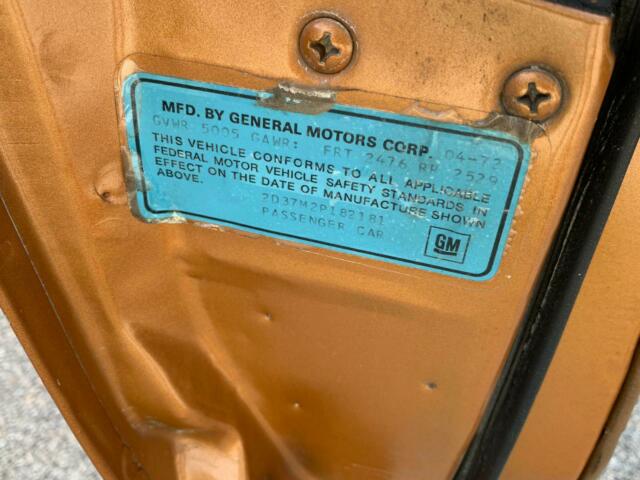 MFD. BY GENERAL MOTORS CORP. 04-72
GVWR 5005 GAWR: FRT 2476 RR 2529
THIS VEHICLE CONFORMS TO ALL APPLICABLE
FEDERAL MOTOR VEHICLE SAFETY STANDARDS IN
EFFECT ON THE DATE OF MANUFACTURE SHOWN
ABOVE.
2D37M2P182181
PASSENGER CAR
GM